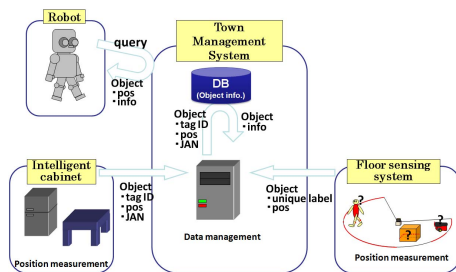 Robot
query
Object
・pos
・info
Town
Management
System
DB
(Object info.)
Object
・tag ID
・pos
・JAN
Object
・info
Intelligent
cabinet
Position measurement
Object
・tag ID
・pos
・JAN
Data management
Object
・unique label
・pos
Floor sensing
system
?
?
?
Position measurement